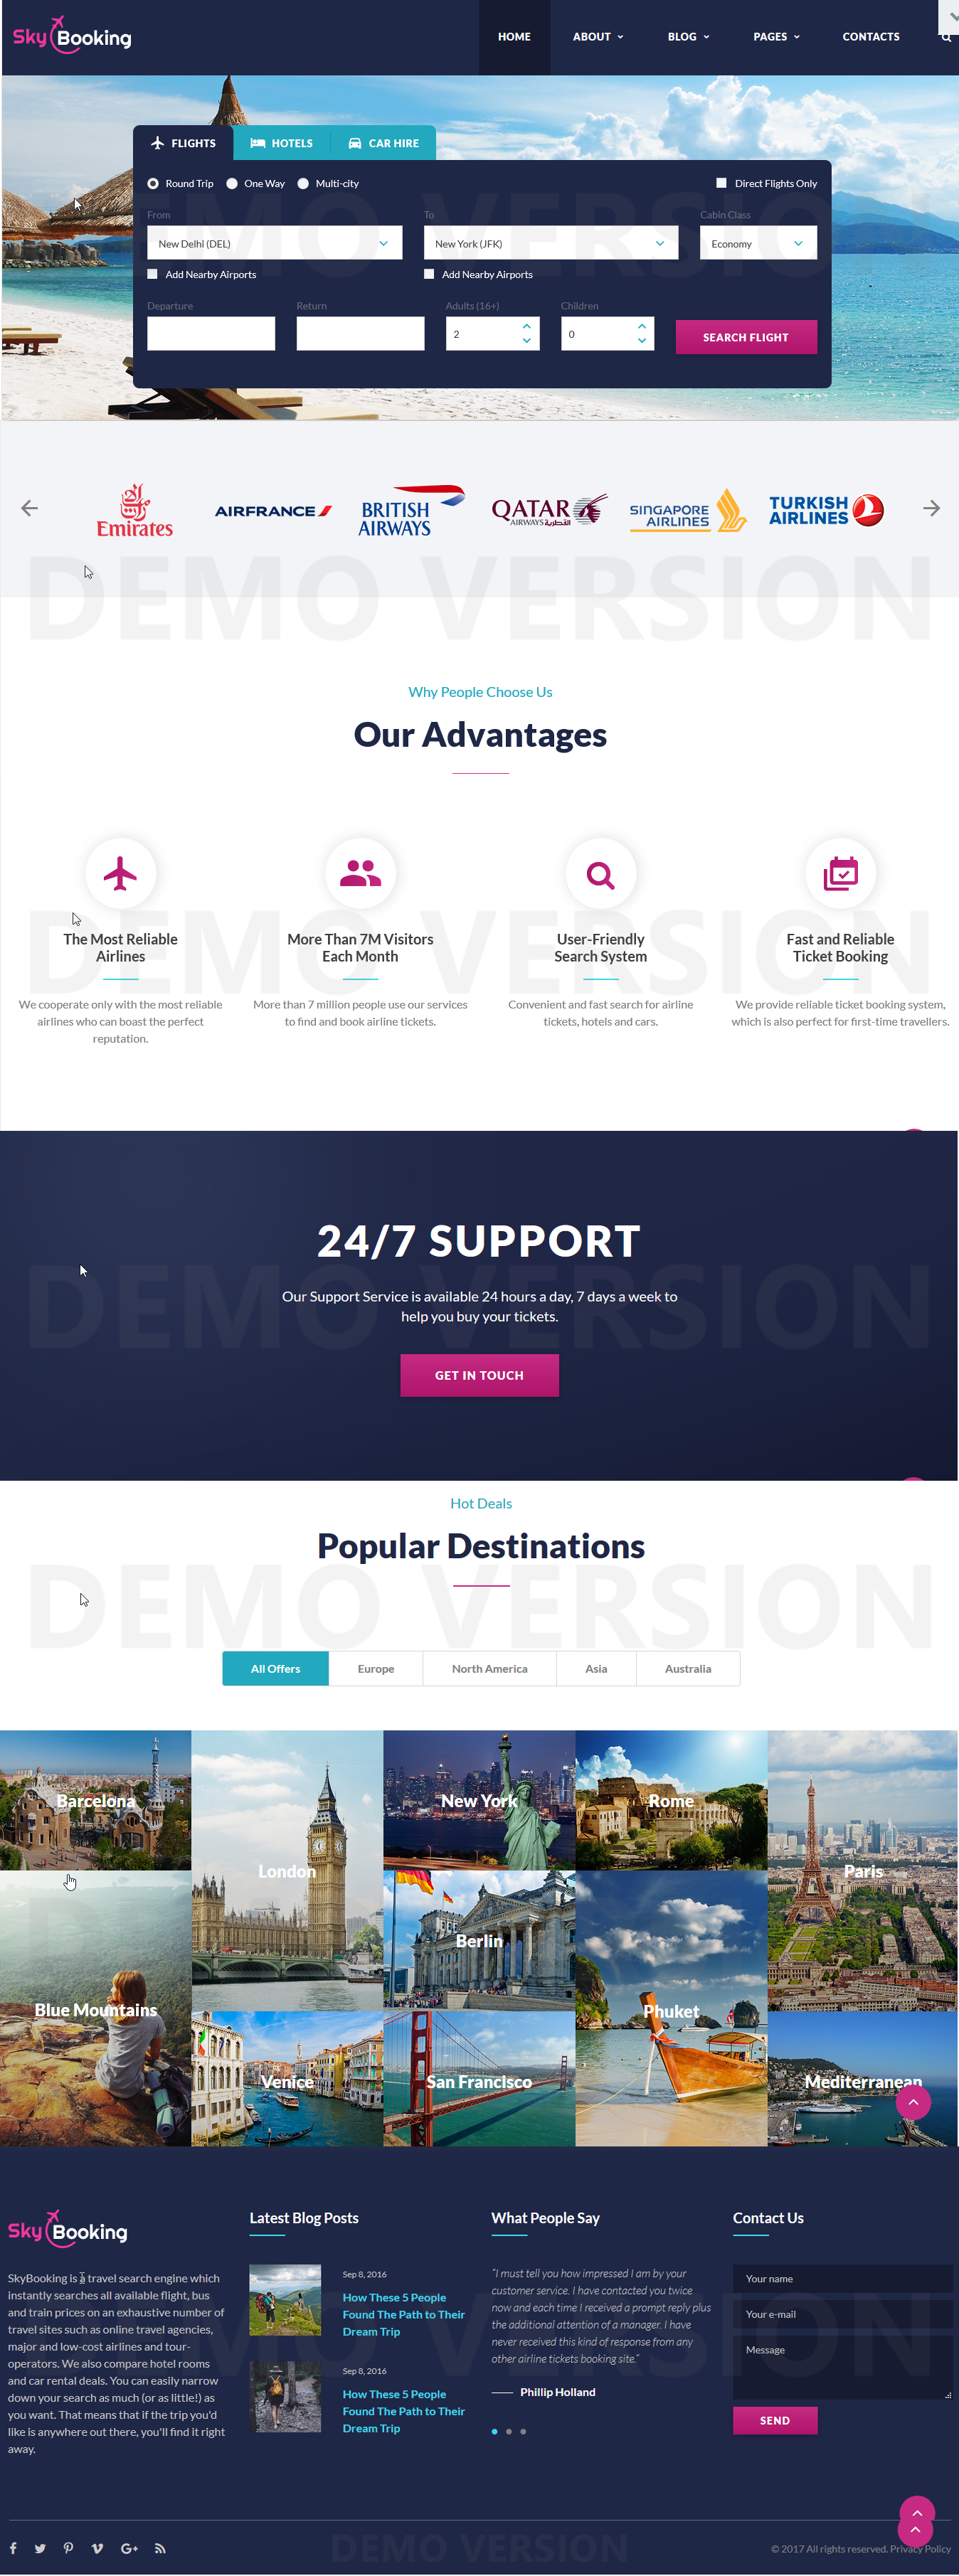 Sky Booking
HOME ABOUT BLOG PAGES CONTACTS
FLIGHTS HOTELS CAR HIRE
Round Trip One Way Multi-city Direct Flights Only
From To Cabin Class
New Delhi (DEL) New York (JFK) Economy
Add Nearby Airports Add Nearby Airports
Departure Return Adults (16+) Children
2 0 SEARCH FLIGHT
DEMO VERSION
Emirates
AIRFRANCE
BRITISH
AIRWAYS
QATAR
AIRWAYS القطرية
SINGAPORE
AIRLINES
TURKISH
AIRLINES
DEMO VERSION
Why People Choose Us
Our Advantages
DEMO VERSION
The Most Reliable
Airlines
We cooperate only with the most reliable
airlines who can boast the perfect
reputation.
More Than 7M Visitors
Each Month
More than 7 million people use our services
to find and book airline tickets.
User-Friendly
Search System
Convenient and fast search for airline
tickets, hotels and cars.
Fast and Reliable
Ticket Booking
We provide reliable ticket booking system,
which is also perfect for first-time travellers.
24/7 SUPPORT
DEMO VERSION
Our Support Service is available 24 hours a day, 7 days a week to
help you buy your tickets.
GET IN TOUCH
Hot Deals
Popular Destinations
DEMO VERSION
All Offers Europe North America Asia Australia
Barcelona
London
New York
Rome
Paris
Berlin
Blue Mountains
Phuket
Venice
San Francisco
Mediterranean
Sky Booking
SkyBooking is a travel search engine which
instantly searches all available flight, bus
and train prices on an exhaustive number of
travel sites such as online travel agencies,
major and low-cost airlines and tour-
operators. We also compare hotel rooms
and car rental deals. You can easily narrow
down your search as much (or as little!) as
you want. That means that if the trip you'd
like is anywhere out there, you'll find it right
away.
Latest Blog Posts
Sep 8, 2016
How These 5 People
Found The Path to Their
Dream Trip
Sep 8, 2016
How These 5 People
Found The Path to Their
Dream Trip
What People Say
“I must tell you how impressed I am by your
customer service. I have contacted you twice
now and each time I received a prompt reply plus
the additional attention of a manager. I have
never received this kind of response from any
other airline tickets booking site.”
Phillip Holland
Contact Us
Your name
Your e-mail
Message
SEND
DEMO VERSION
DEMO VERSION
© 2017 All rights reserved. Privacy Policy